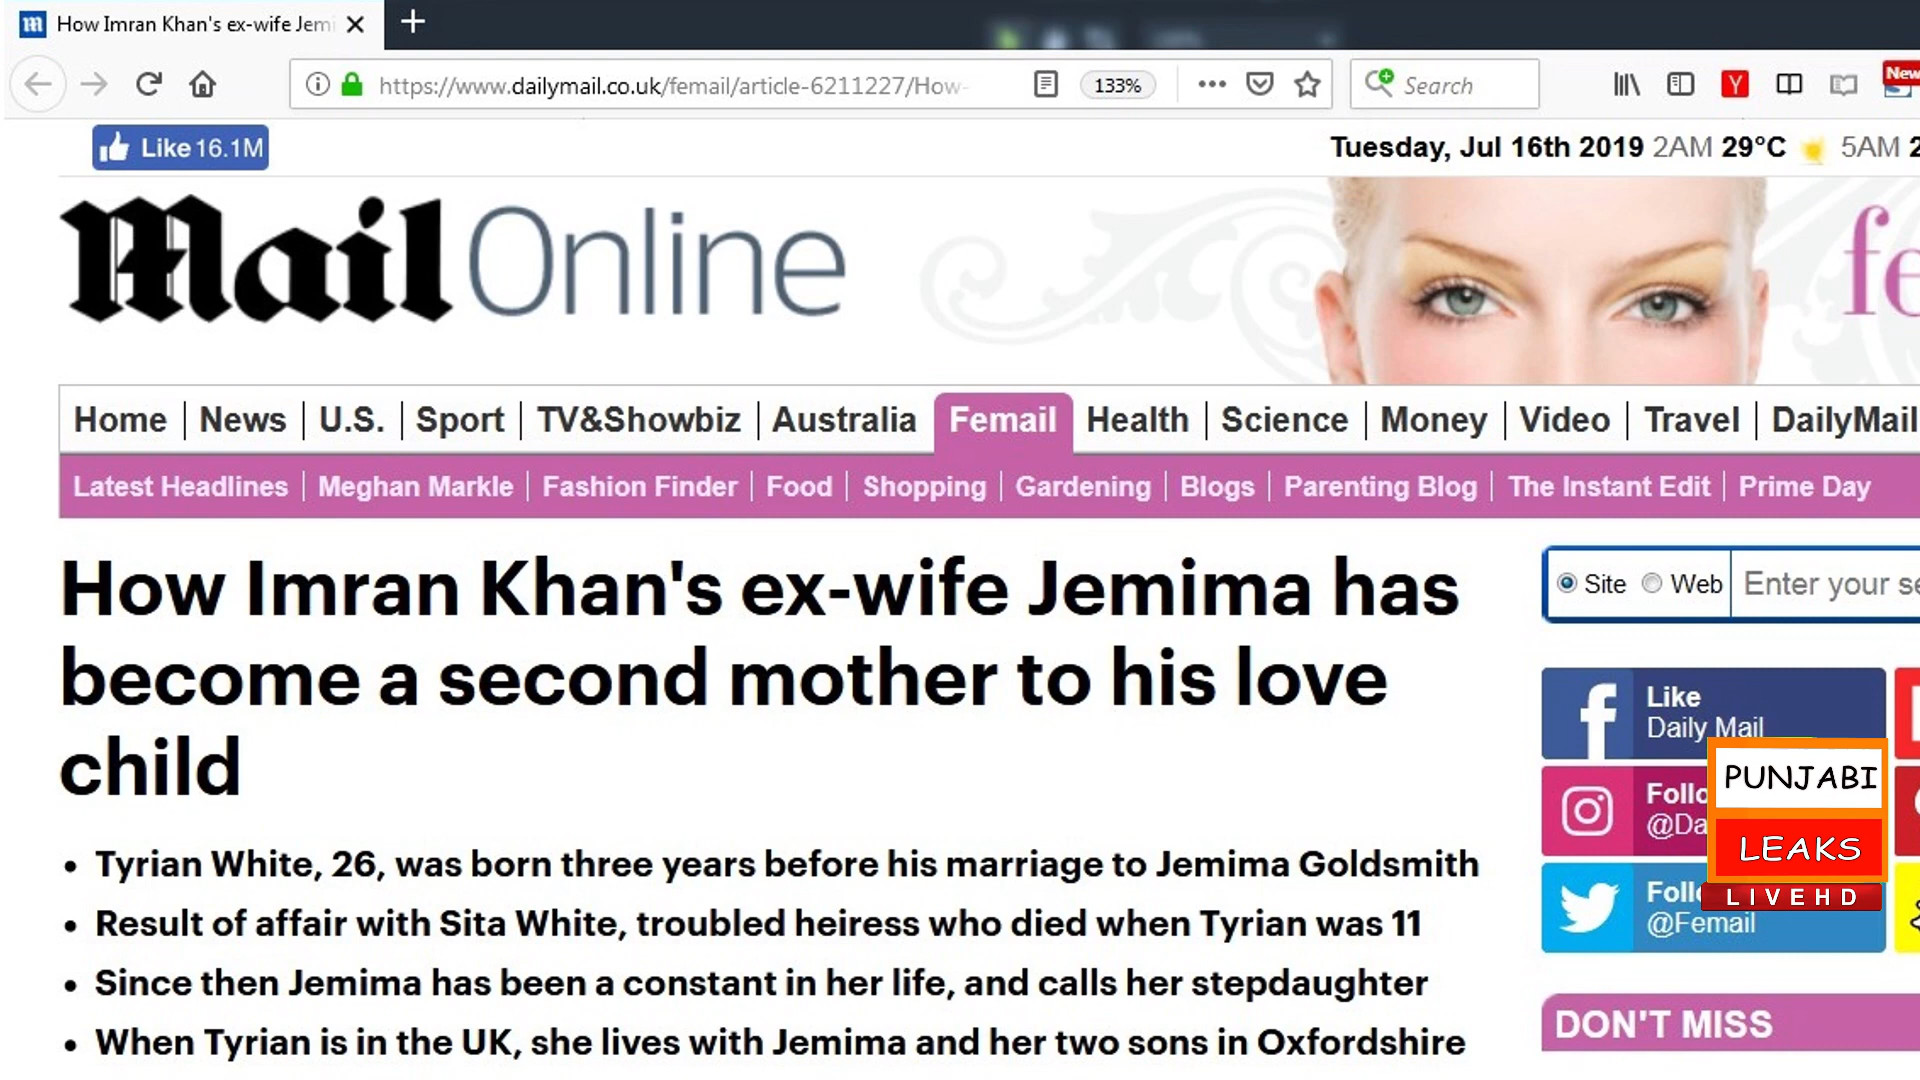 How Imran Khan's ex-wife Jemi
https://www.dailymail.co.uk/femail/article-6211227/How-
133%
Search
New
Like 16.1M
Tuesday, Jul 16th 2019 2AM 29°C 5AM 2
Mail Online
fe
Home News U.S. Sport TV&Showbiz Australia Femail Health Science Money Video Travel DailyMail
Latest Headlines Meghan Markle Fashion Finder Food Shopping Gardening Blogs Parenting Blog The Instant Edit Prime Day
How Imran Khan's ex-wife Jemima has
become a second mother to his love
child
• Tyrian White, 26, was born three years before his marriage to Jemima Goldsmith
• Result of affair with Sita White, troubled heiress who died when Tyrian was 11
• Since then Jemima has been a constant in her life, and calls her stepdaughter
• When Tyrian is in the UK, she lives with Jemima and her two sons in Oxfordshire
Site Web Enter your se
Like
Daily Mail
Follo
@Da
Foll
@Femail
PUNJABI
LEAKS
LIVEHD
DON'T MISS